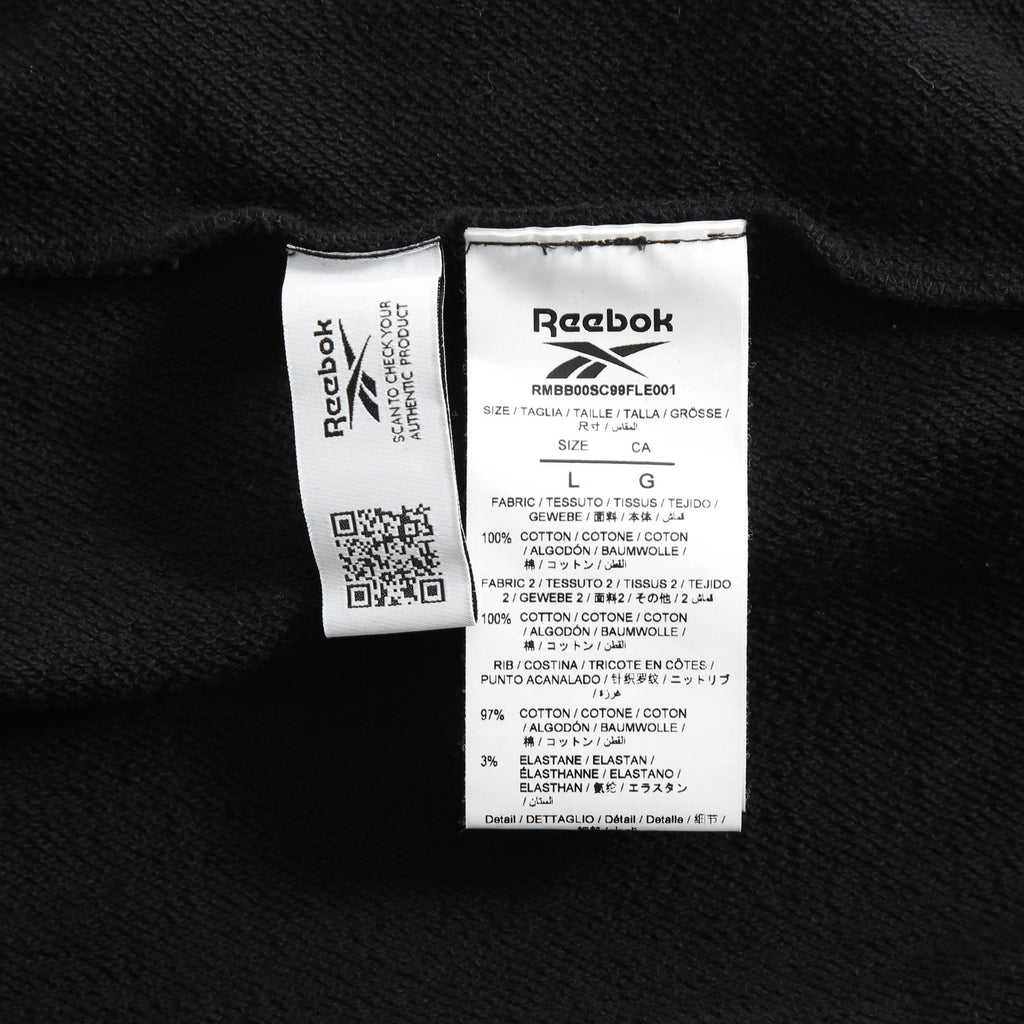 Reebok
SCAN TO CHECK YOUR
AUTHENTIC PRODUCT
Reebok
RMBB00SC99FLE001
SIZE / TAGLIA / TAILLE / TALLA / GRÖSSE /
尺寸 / المقاس
SIZE CA
L G
FABRIC / TESSUTO / TISSUS / TEJIDO /
GEWEBE / 面料 / 本体 / قماش
100% COTTON / COTONE / COTON
/ ALGODÓN / BAUMWOLLE /
棉 / コットン / القطن
FABRIC 2 / TESSUTO 2 / TISSUS 2 / TEJIDO
2 / GEWEBE 2 / 面料2 / その他 / قماش 2
100% COTTON / COTONE / COTON
/ ALGODÓN / BAUMWOLLE /
棉 / コットン / القطن
RIB / COSTINA / TRICOTE EN CÔTES /
PUNTO ACANALADO / 针织罗纹 / ニットリブ
/ غرزة
97% COTTON / COTONE / COTON
/ ALGODÓN / BAUMWOLLE /
棉 / コットン / القطن
3% ELASTANE / ELASTAN /
ÉLASTHANNE / ELASTANO /
ELASTHAN / 氨纶 / エラスタン
/ الستان
Detail / DETTAGLIO / Détail / Detalle / 细节 /